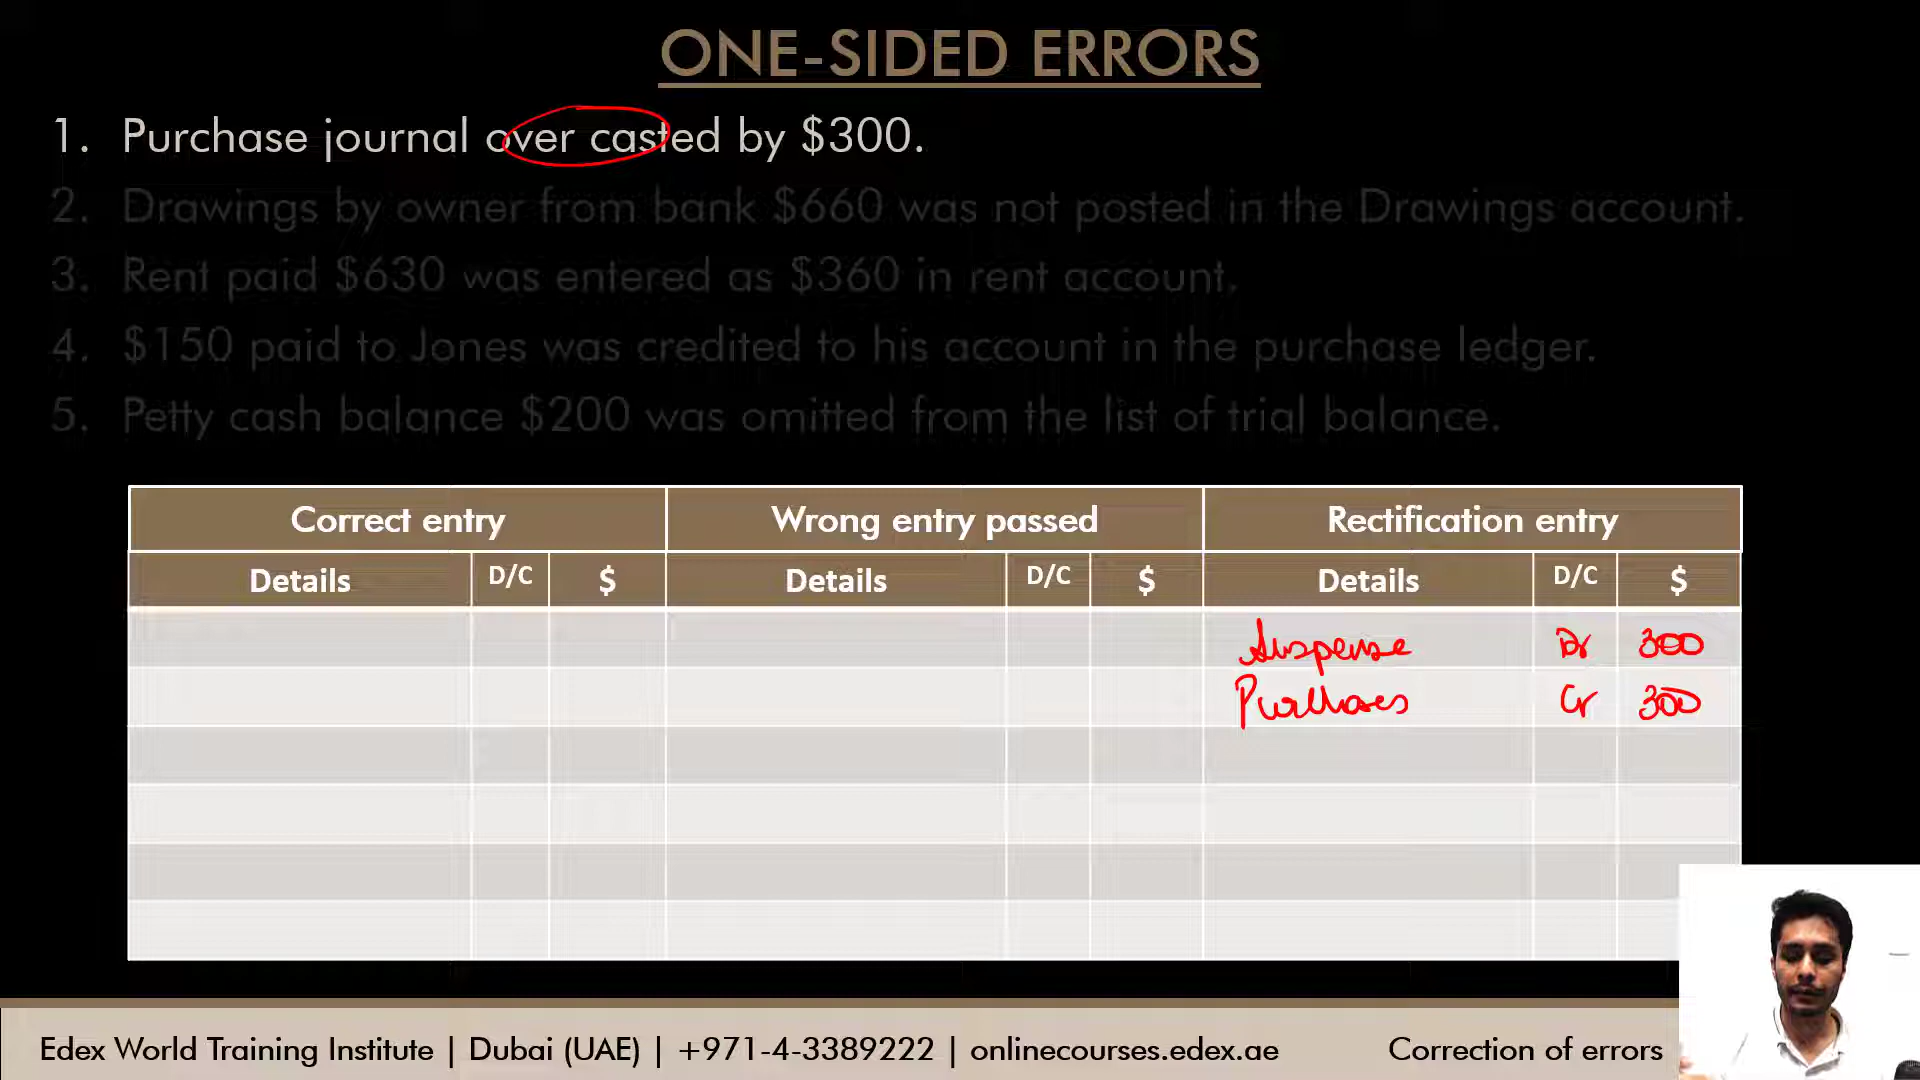 ONE-SIDED ERRORS
1. Purchase journal over casted by $300.
2. Drawings by owner from bank $660 was not posted in the Drawings account.
3. Rent paid $630 was entered as $360 in rent account.
4. $150 paid to Jones was credited to his account in the purchase ledger.
5. Petty cash balance $200 was omitted from the list of trial balance.
Correct entry Wrong entry passed Rectification entry
Details D/C $ Details D/C $ Details D/C $
Suspense Dr 300
Purchases Cr 300
Edex World Training Institute | Dubai (UAE) | +971-4-3389222 | onlinecourses.edex.ae Correction of errors